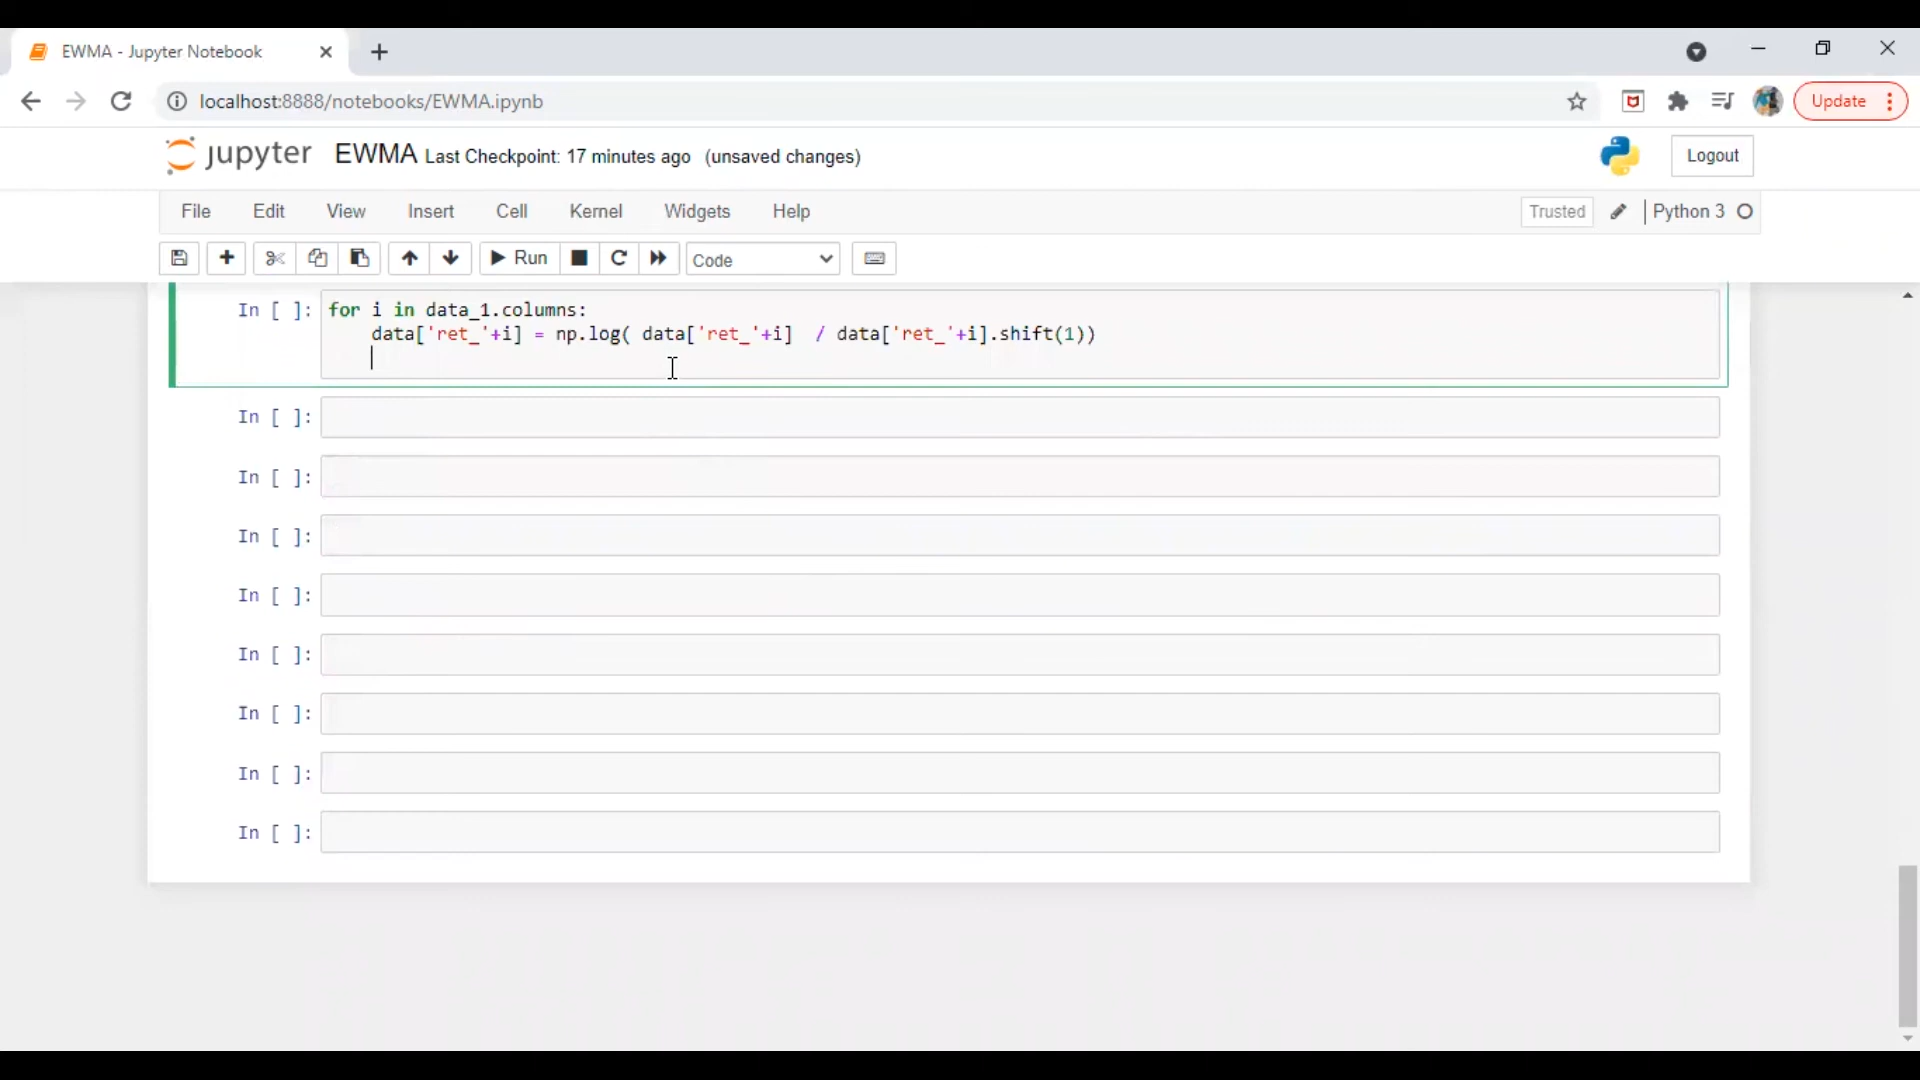 EWMA - Jupyter Notebook
localhost:8888/notebooks/EWMA.ipynb
Update
jupyter EWMA Last Checkpoint: 17 minutes ago (unsaved changes)
Logout
File Edit View Insert Cell Kernel Widgets Help
Trusted Python 3
Run Code
In [ ]: for i in data_1.columns:
data['ret_'+i] = np.log( data['ret_'+i] / data['ret_'+i].shift(1))
In [ ]:
In [ ]:
In [ ]:
In [ ]:
In [ ]:
In [ ]:
In [ ]:
In [ ]: